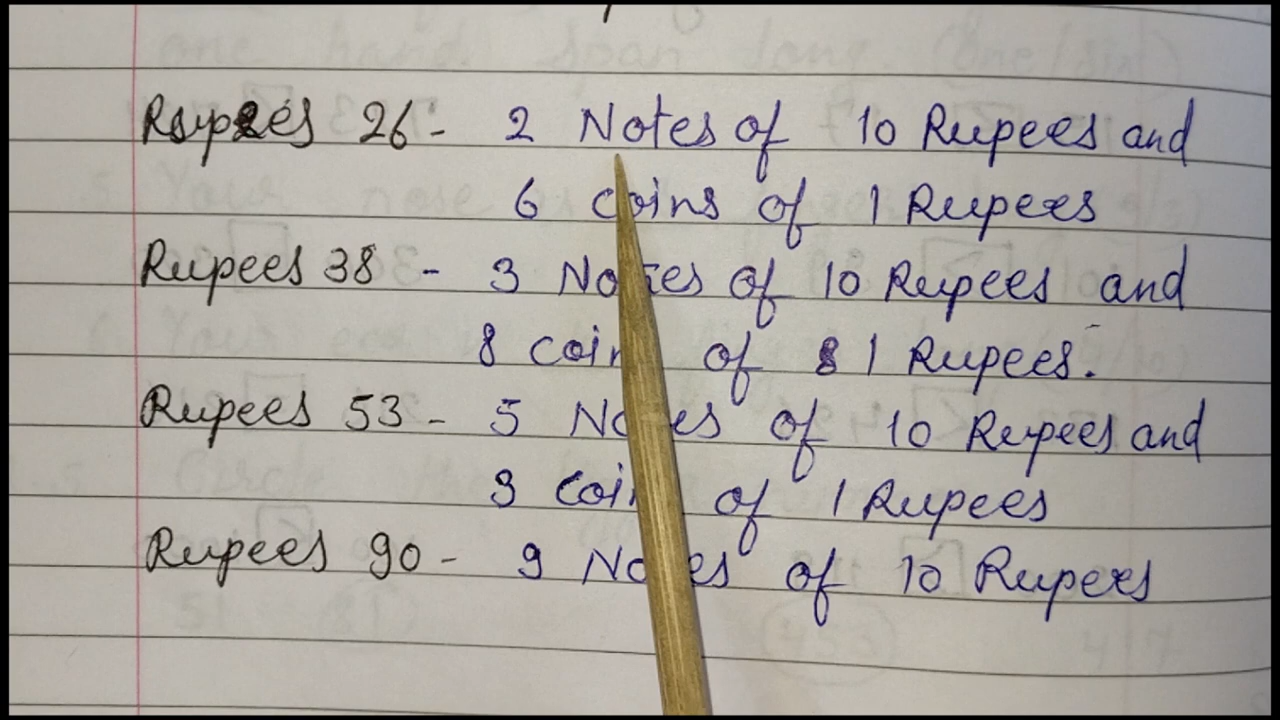 Rupees 26 - 2 Notes of 10 Rupees and
6 coins of 1 Rupees
Rupees 38 - 3 Notes of 10 Rupees and
8 coins of 1 Rupees.
Rupees 53 - 5 Notes of 10 Rupees and
3 coins of 1 Rupees
Rupees 90 - 9 Notes of 10 Rupees